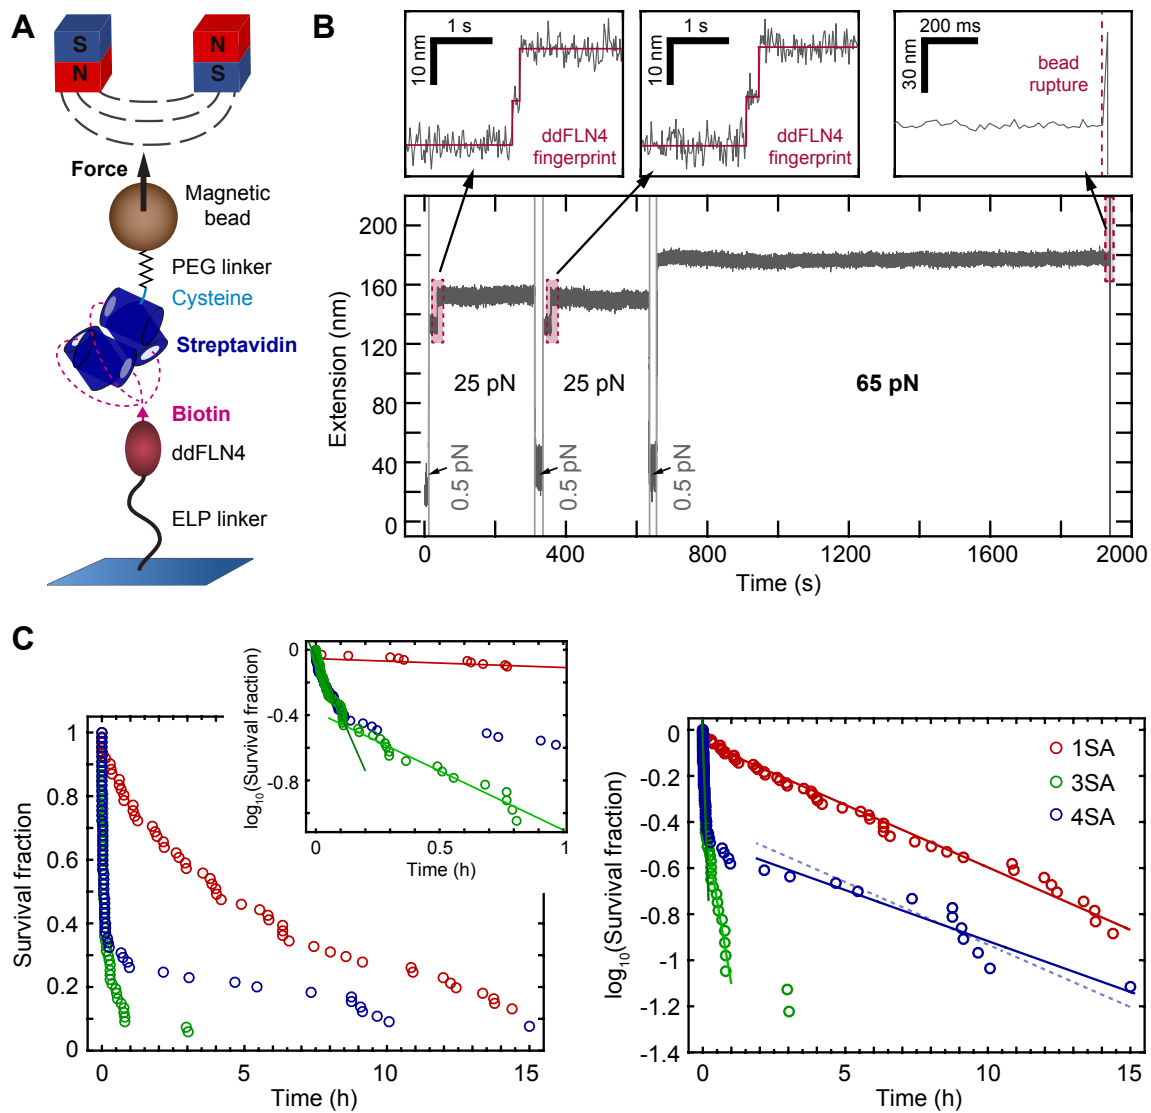 A
S
N
N
S
Force
Magnetic
bead
PEG linker
Cysteine
Streptavidin
Biotin
ddFLN4
ELP linker
B
1 s
10 nm
ddFLN4
fingerprint
1 s
10 nm
ddFLN4
fingerprint
200 ms
30 nm
bead
rupture
Extension (nm)
200
160
120
80
40
0
25 pN
25 pN
65 pN
0.5 pN
0.5 pN
0.5 pN
0
400
800
1200
1600
2000
Time (s)
C
Survival fraction
1
0.8
0.6
0.4
0.2
0
0
5
10
15
Time (h)
log10(Survival fraction)
0
-0.4
-0.8
0
0.5
1
Time (h)
log10(Survival fraction)
0
-0.2
-0.4
-0.6
-0.8
-1
-1.2
-1.4
0
5
10
15
Time (h)
1SA
3SA
4SA